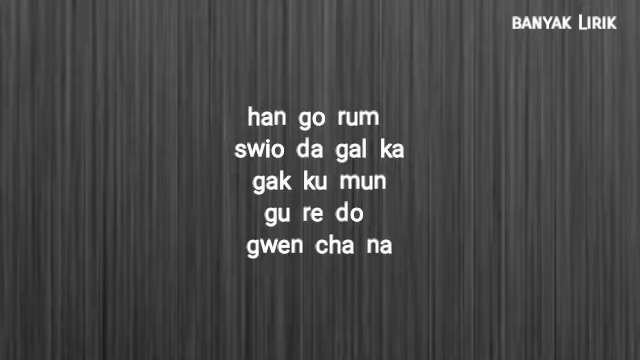 BANYAK LIRIK
han go rum
swio da gal ka
gak ku mun
gu re do
gwen cha na